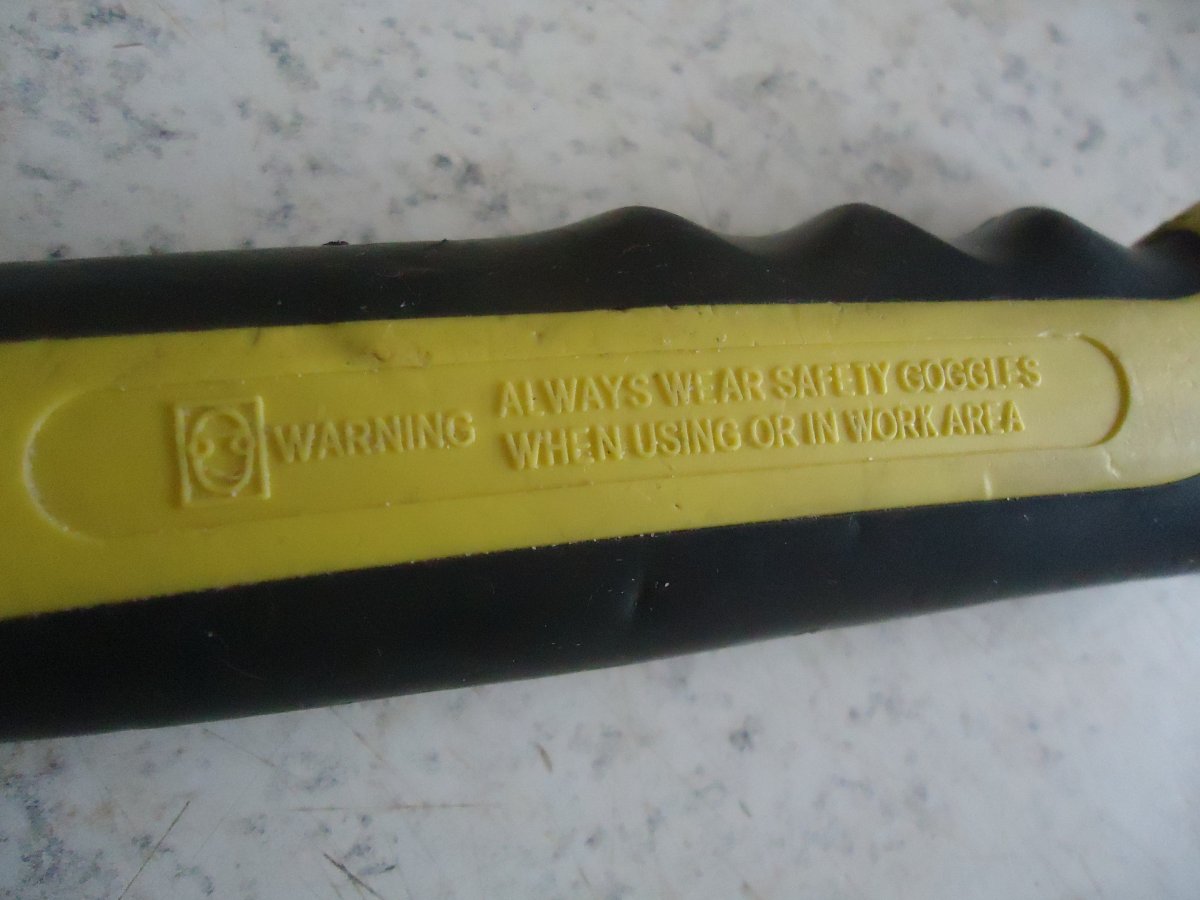 WARNING
ALWAYS WEAR SAFETY GOGGLES
WHEN USING OR IN WORK AREA